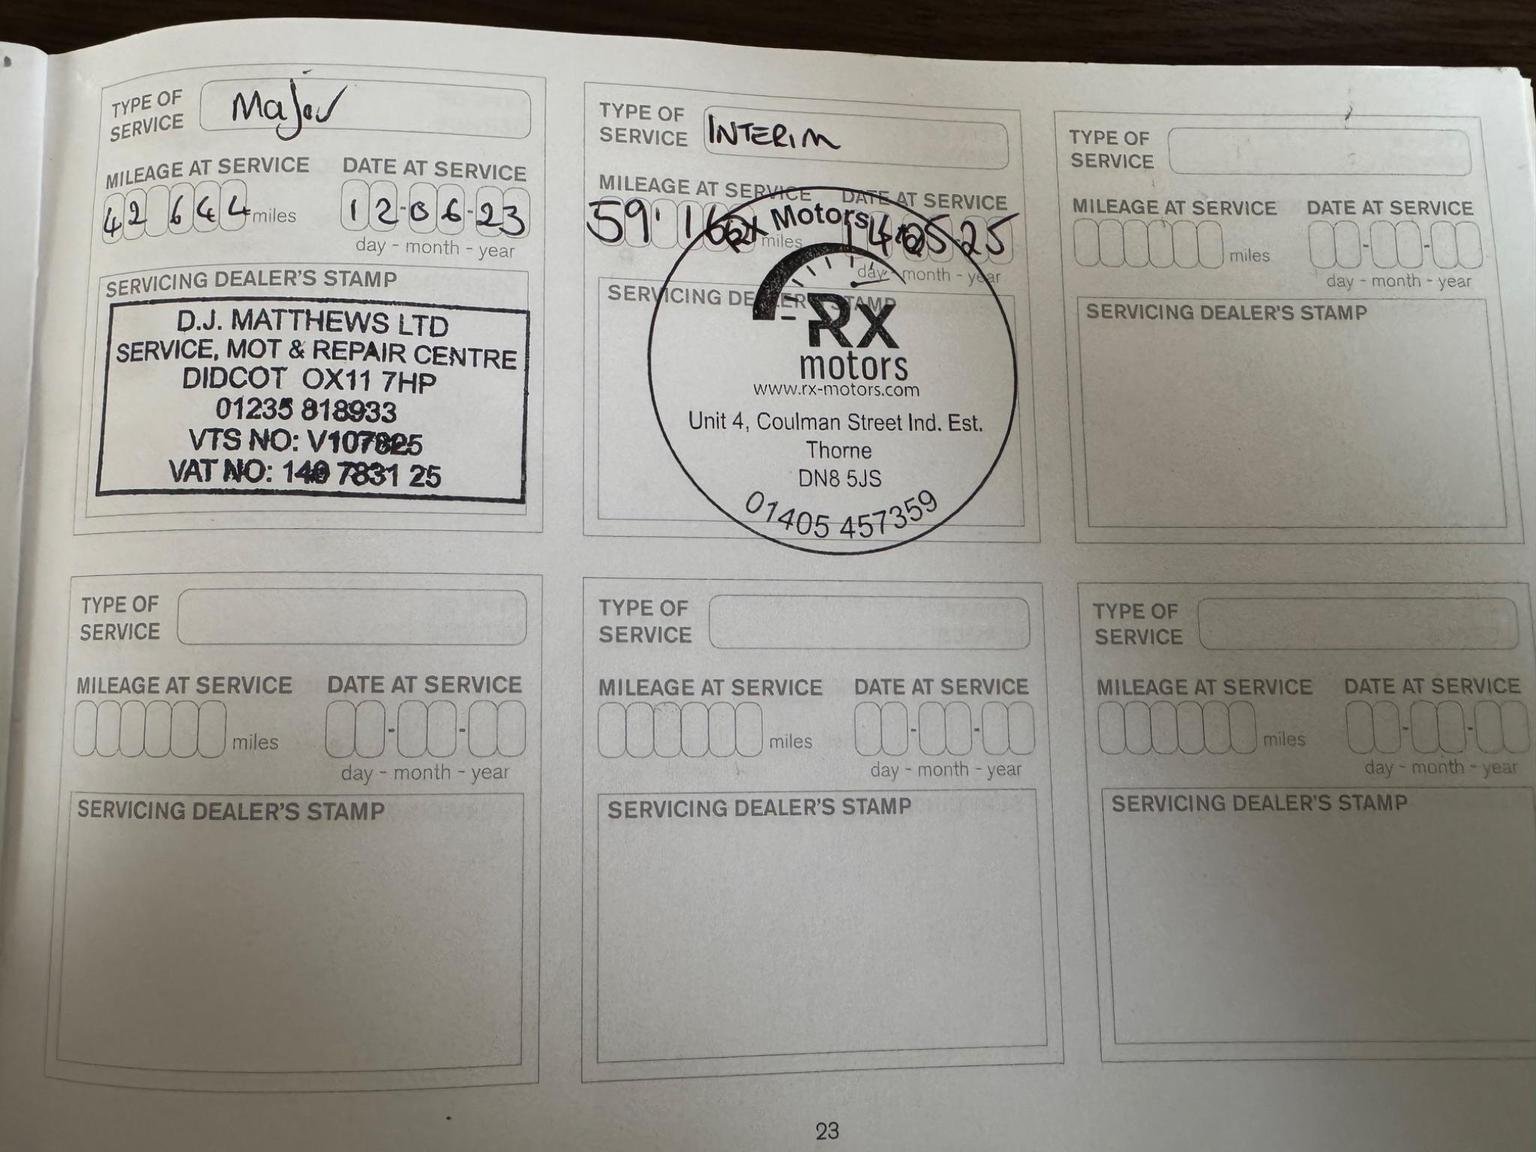 TYPE OF
SERVICE
Major
MILEAGE AT SERVICE
DATE AT SERVICE
42 644 miles
12-06-23
day - month - year
SERVICING DEALER'S STAMP
D.J. MATTHEWS LTD
SERVICE, MOT & REPAIR CENTRE
DIDCOT OX11 7HP
01235 818933
VTS NO: V107825
VAT NO: 140 7831 25
TYPE OF
SERVICE
INTERIM
MILEAGE AT SERVICE
DATE AT SERVICE
miles
14-05-25
day - month - year
SERVICING DEALER'S STAMP
RX Motors
RX
motors
www.rx-motors.com
Unit 4, Coulman Street Ind. Est.
Thorne
DN8 5JS
01405 457359
TYPE OF
SERVICE
MILEAGE AT SERVICE
DATE AT SERVICE
miles
day - month - year
SERVICING DEALER'S STAMP
TYPE OF
SERVICE
MILEAGE AT SERVICE
DATE AT SERVICE
miles
day - month - year
SERVICING DEALER'S STAMP
TYPE OF
SERVICE
MILEAGE AT SERVICE
DATE AT SERVICE
miles
day - month - year
SERVICING DEALER'S STAMP
TYPE OF
SERVICE
MILEAGE AT SERVICE
DATE AT SERVICE
miles
day - month - year
SERVICING DEALER'S STAMP
23